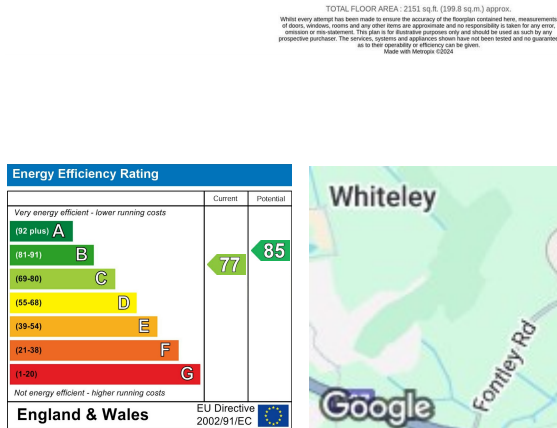 TOTAL FLOOR AREA : 2151 sq.ft. (199.8 sq.m.) approx.
Whilst every attempt has been made to ensure the accuracy of the floorplan contained here, measurements
of doors, windows, rooms and any other items are approximate and no responsibility is taken for any error,
omission or mis-statement. This plan is for illustrative purposes only and should be used as such by any
prospective purchaser. The services, systems and appliances shown have not been tested and no guarantee
as to their operability or efficiency can be given.
Made with Metropix ©2024
Energy Efficiency Rating
Current
Potential
Very energy efficient - lower running costs
(92 plus) A
(81-91) B
(69-80) C
(55-68) D
(39-54) E
(21-38) F
(1-20) G
77
85
Not energy efficient - higher running costs
England & Wales
EU Directive
2002/91/EC
Whiteley
Fontley Rd
Google